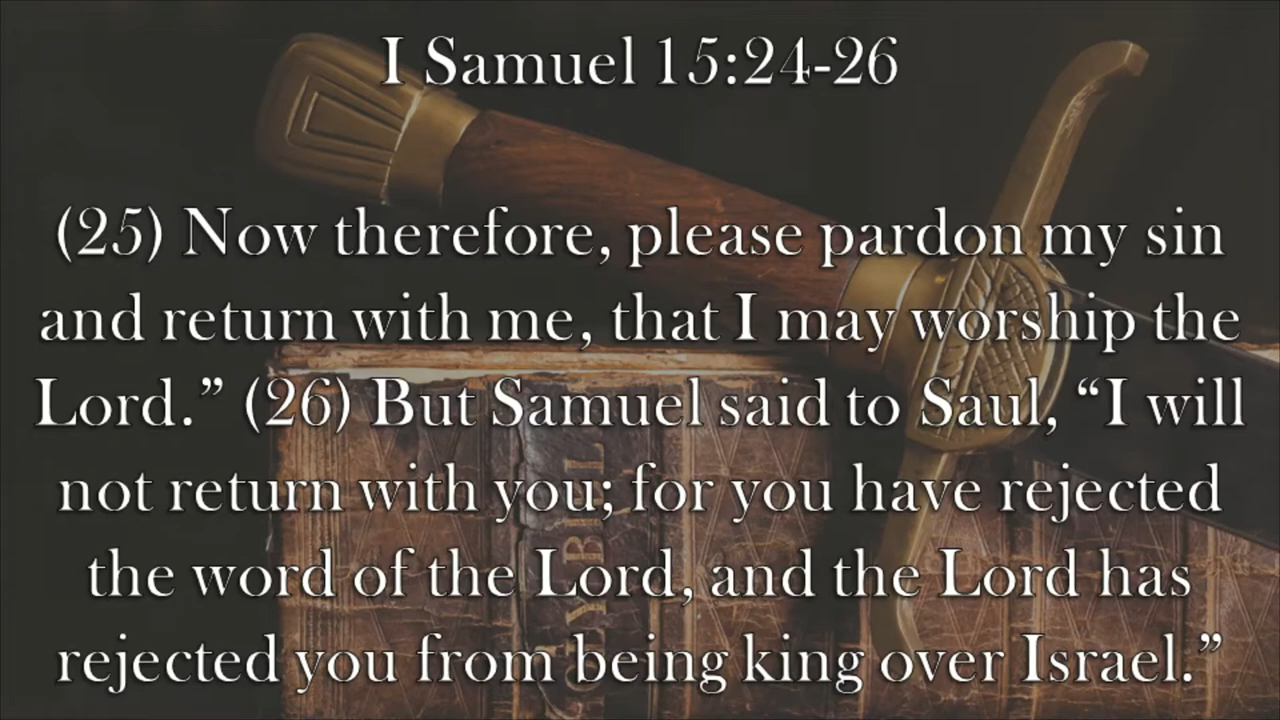 I Samuel 15:24-26
(25) Now therefore, please pardon my sin
and return with me, that I may worship the
Lord.” (26) But Samuel said to Saul, “I will
not return with you; for you have rejected
the word of the Lord, and the Lord has
rejected you from being king over Israel.”